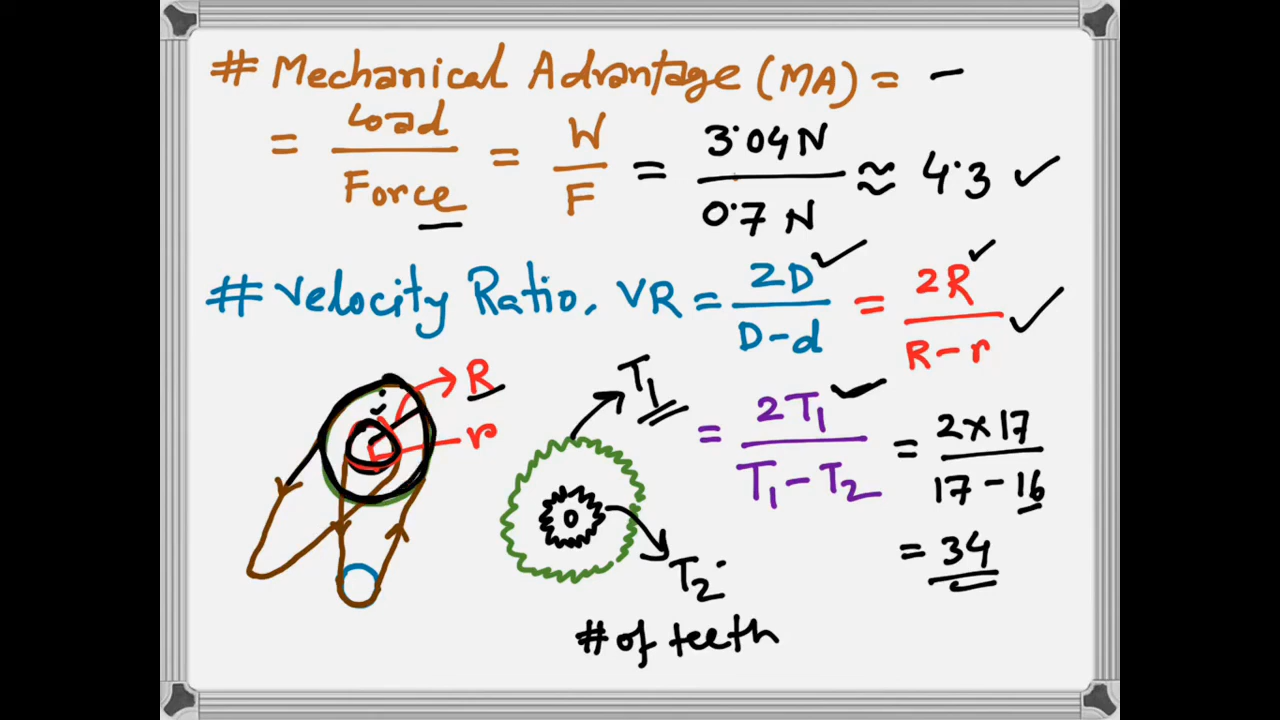 # Mechanical Advantage (MA) = -
= Load / Force = W / F = 3.04 N / 0.7 N ≈ 4.3 ✓
# Velocity Ratio, VR = 2D / D-d ✓ = 2R / R-r ✓ ✓
R
r
T1
= 2T1 / T1-T2 ✓ = 2×17 / 17-16
= 34
T2
# of teeth